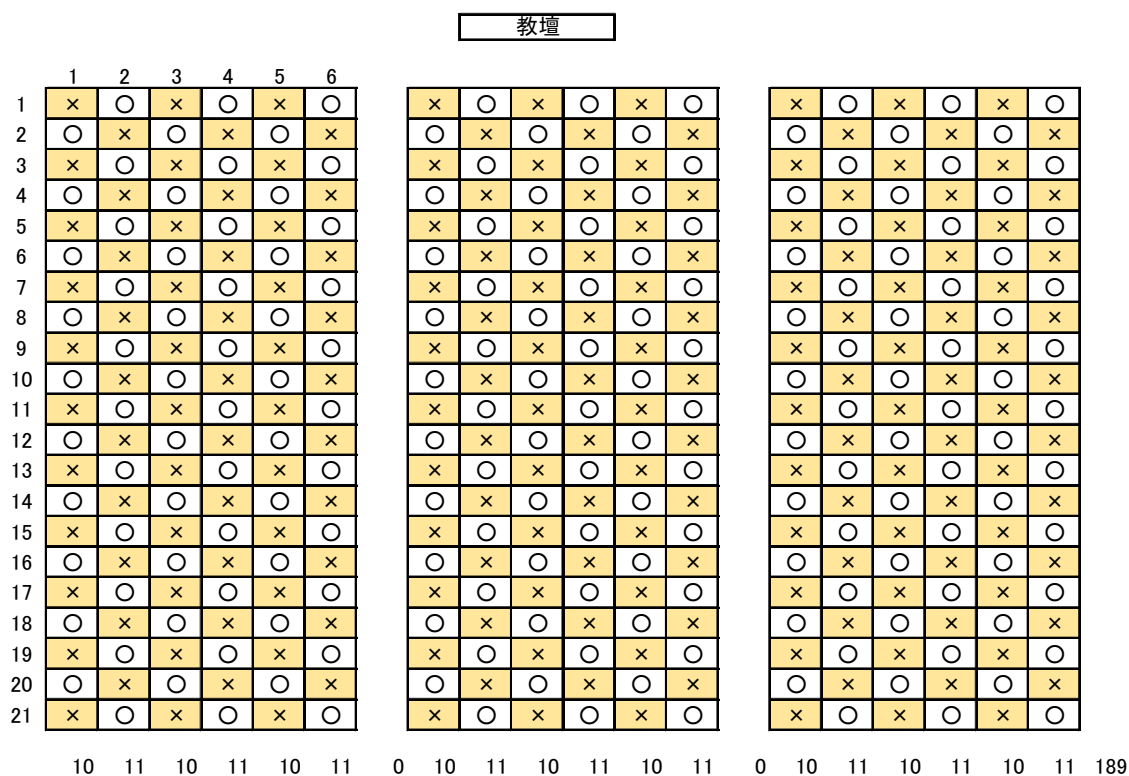 教壇
1 2 3 4 5 6
1 × ○ × ○ × ○ × ○ × ○ × ○ × ○ × ○ × ○
2 ○ × ○ × ○ × ○ × ○ × ○ × ○ × ○ × ○ ×
3 × ○ × ○ × ○ × ○ × ○ × ○ × ○ × ○ × ○
4 ○ × ○ × ○ × ○ × ○ × ○ × ○ × ○ × ○ ×
5 × ○ × ○ × ○ × ○ × ○ × ○ × ○ × ○ × ○
6 ○ × ○ × ○ × ○ × ○ × ○ × ○ × ○ × ○ ×
7 × ○ × ○ × ○ × ○ × ○ × ○ × ○ × ○ × ○
8 ○ × ○ × ○ × ○ × ○ × ○ × ○ × ○ × ○ ×
9 × ○ × ○ × ○ × ○ × ○ × ○ × ○ × ○ × ○
10 ○ × ○ × ○ × ○ × ○ × ○ × ○ × ○ × ○ ×
11 × ○ × ○ × ○ × ○ × ○ × ○ × ○ × ○ × ○
12 ○ × ○ × ○ × ○ × ○ × ○ × ○ × ○ × ○ ×
13 × ○ × ○ × ○ × ○ × ○ × ○ × ○ × ○ × ○
14 ○ × ○ × ○ × ○ × ○ × ○ × ○ × ○ × ○ ×
15 × ○ × ○ × ○ × ○ × ○ × ○ × ○ × ○ × ○
16 ○ × ○ × ○ × ○ × ○ × ○ × ○ × ○ × ○ ×
17 × ○ × ○ × ○ × ○ × ○ × ○ × ○ × ○ × ○
18 ○ × ○ × ○ × ○ × ○ × ○ × ○ × ○ × ○ ×
19 × ○ × ○ × ○ × ○ × ○ × ○ × ○ × ○ × ○
20 ○ × ○ × ○ × ○ × ○ × ○ × ○ × ○ × ○ ×
21 × ○ × ○ × ○ × ○ × ○ × ○ × ○ × ○ × ○
10 11 10 11 10 11 0 10 11 10 11 10 11 0 10 11 10 11 10 11 189